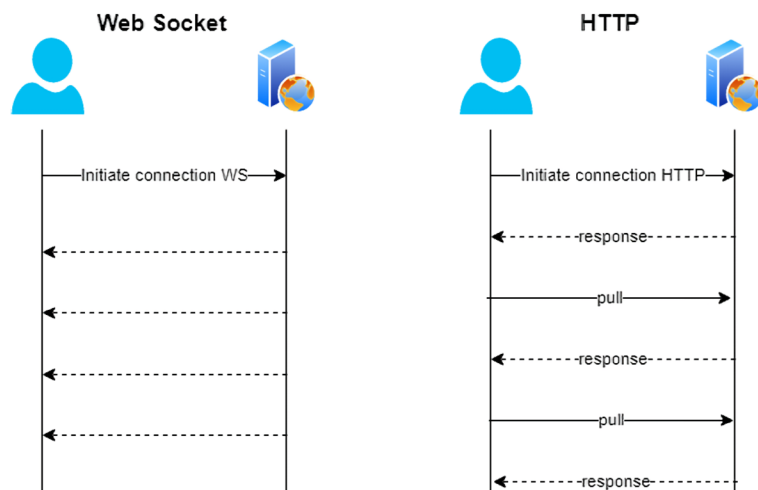 Web Socket
HTTP
Initiate connection WS
Initiate connection HTTP
response
pull
response
pull
response